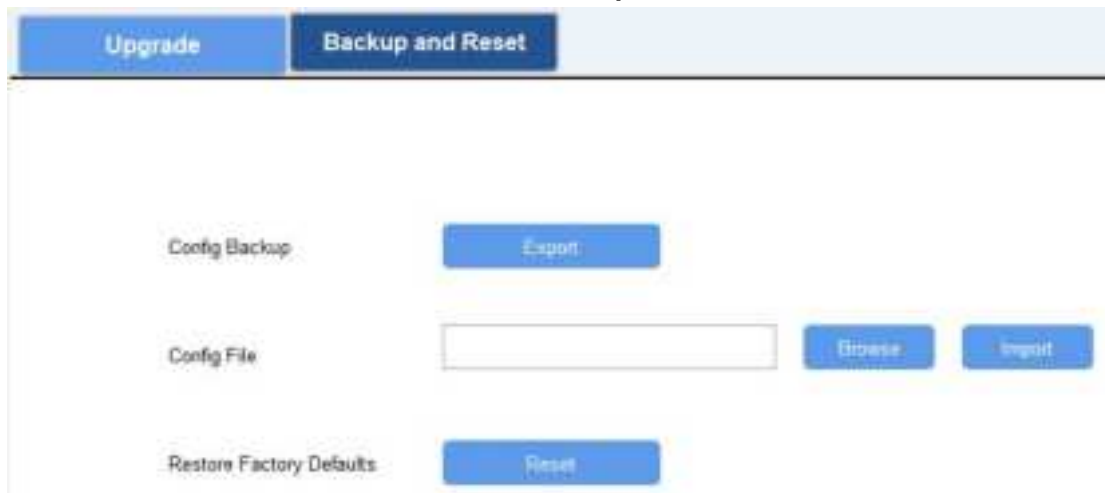 Upgrade Backup and Reset
Config Backup Export
Config File Browse Import
Restore Factory Defaults Reset